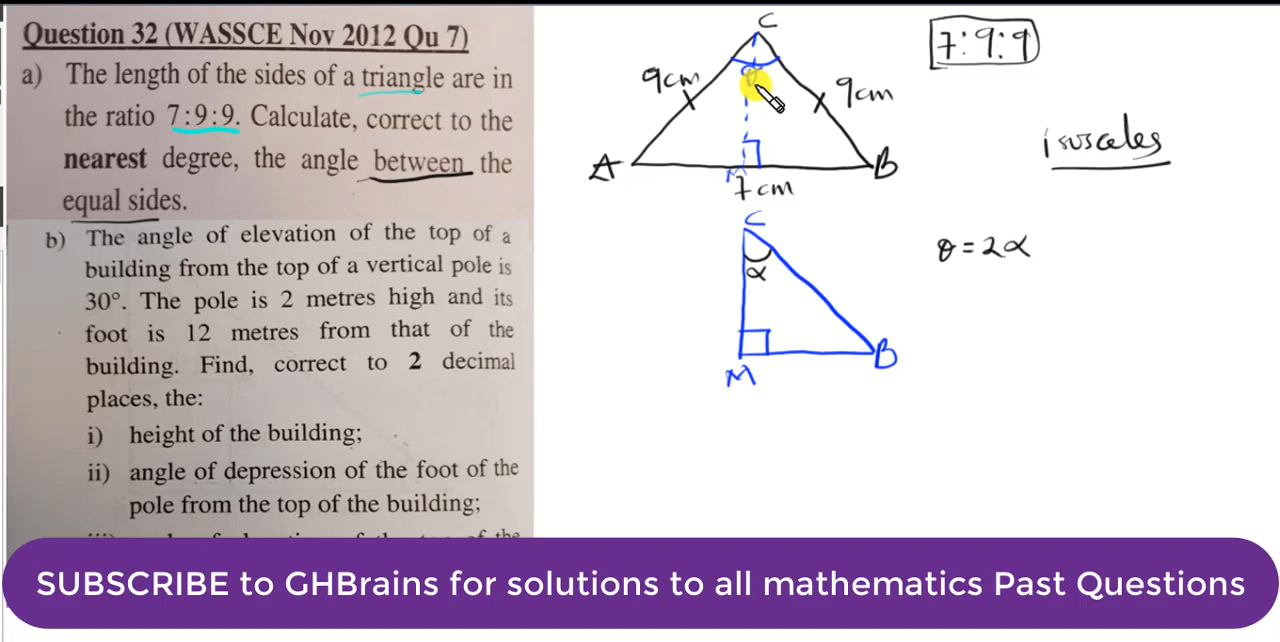 Question 32 (WASSCE Nov 2012 Qu 7)
a) The length of the sides of a triangle are in
the ratio 7:9:9. Calculate, correct to the
nearest degree, the angle between the
equal sides.
b) The angle of elevation of the top of a
building from the top of a vertical pole is
30°. The pole is 2 metres high and its
foot is 12 metres from that of the
building. Find, correct to 2 decimal
places, the:
i) height of the building;
ii) angle of depression of the foot of the
pole from the top of the building;
C
9cm
9cm
A
M
B
7cm
7:9:9
isosceles
C
α
M
B
θ = 2α
SUBSCRIBE to GHBrains for solutions to all mathematics Past Questions